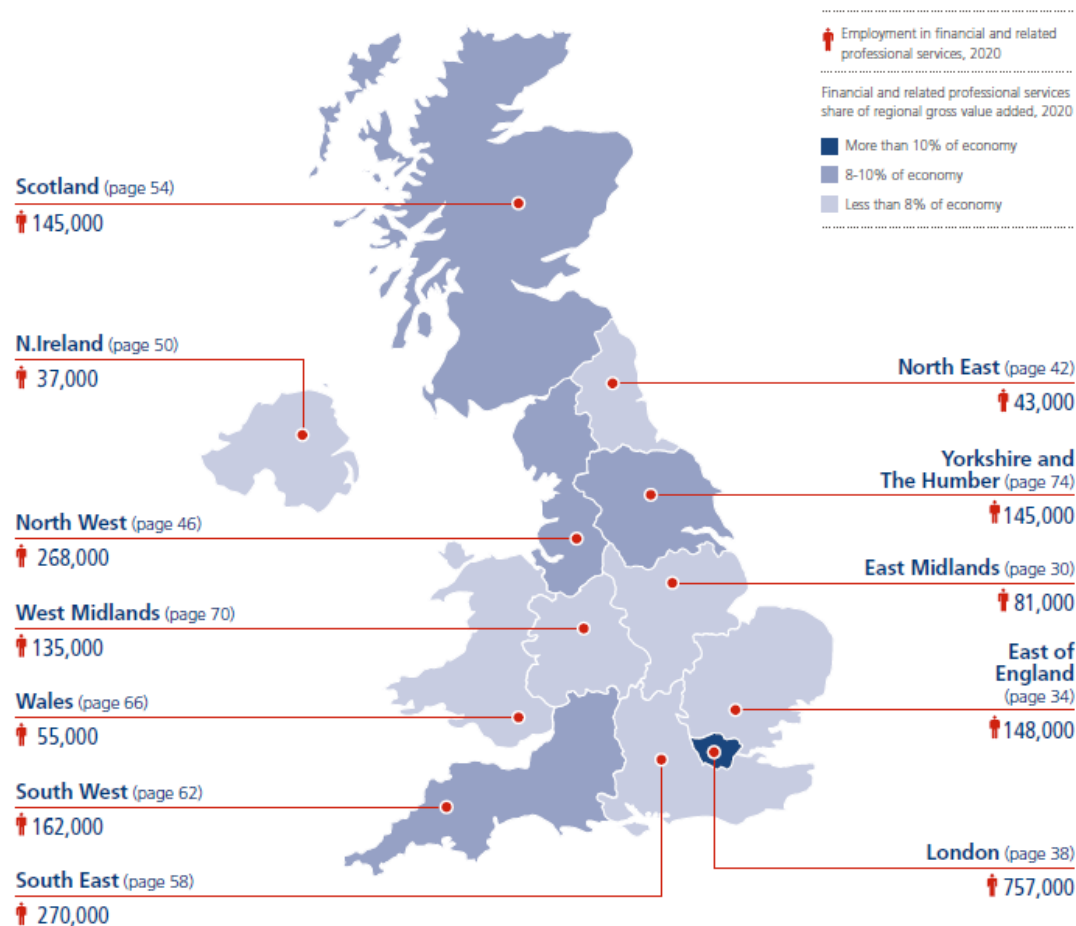 Employment in financial and related
professional services, 2020
Financial and related professional services
share of regional gross value added, 2020
More than 10% of economy
8-10% of economy
Less than 8% of economy
Scotland (page 54)
145,000
N.Ireland (page 50)
37,000
North West (page 46)
268,000
West Midlands (page 70)
135,000
Wales (page 66)
55,000
South West (page 62)
162,000
South East (page 58)
270,000
North East (page 42)
43,000
Yorkshire and
The Humber (page 74)
145,000
East Midlands (page 30)
81,000
East of
England
(page 34)
148,000
London (page 38)
757,000